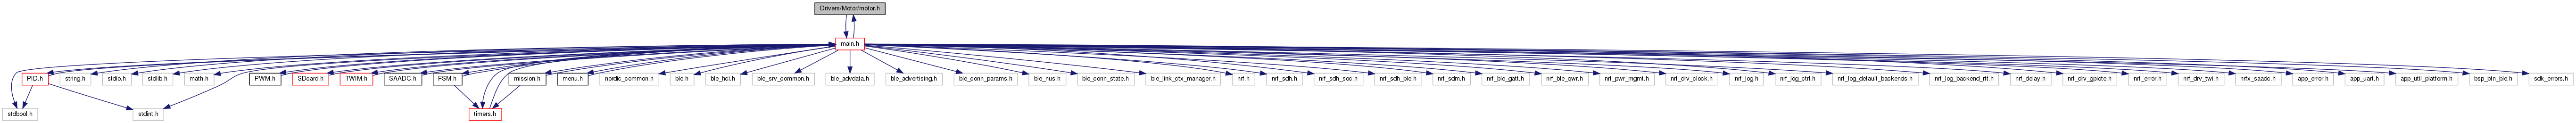 Drivers/Motor/motor.h
main.h
PID.h
string.h
stdio.h
stdlib.h
math.h
PWM.h
SDcard.h
TWIM.h
SAADC.h
FSM.h
mission.h
menu.h
nordic_common.h
ble.h
ble_hci.h
ble_srv_common.h
ble_advdata.h
ble_advertising.h
ble_conn_params.h
ble_nus.h
ble_conn_state.h
ble_link_ctx_manager.h
nrf.h
nrf_sdh.h
nrf_sdh_soc.h
nrf_sdh_ble.h
nrf_sdm.h
nrf_ble_gatt.h
nrf_ble_qwr.h
nrf_pwr_mgmt.h
nrf_drv_clock.h
nrf_log.h
nrf_log_ctrl.h
nrf_log_default_backends.h
nrf_log_backend_rtt.h
nrf_delay.h
nrf_drv_gpiote.h
nrf_error.h
nrf_drv_twi.h
nrfx_saadc.h
app_error.h
app_uart.h
app_util_platform.h
bsp_btn_ble.h
sdk_errors.h
stdbool.h
stdint.h
timers.h